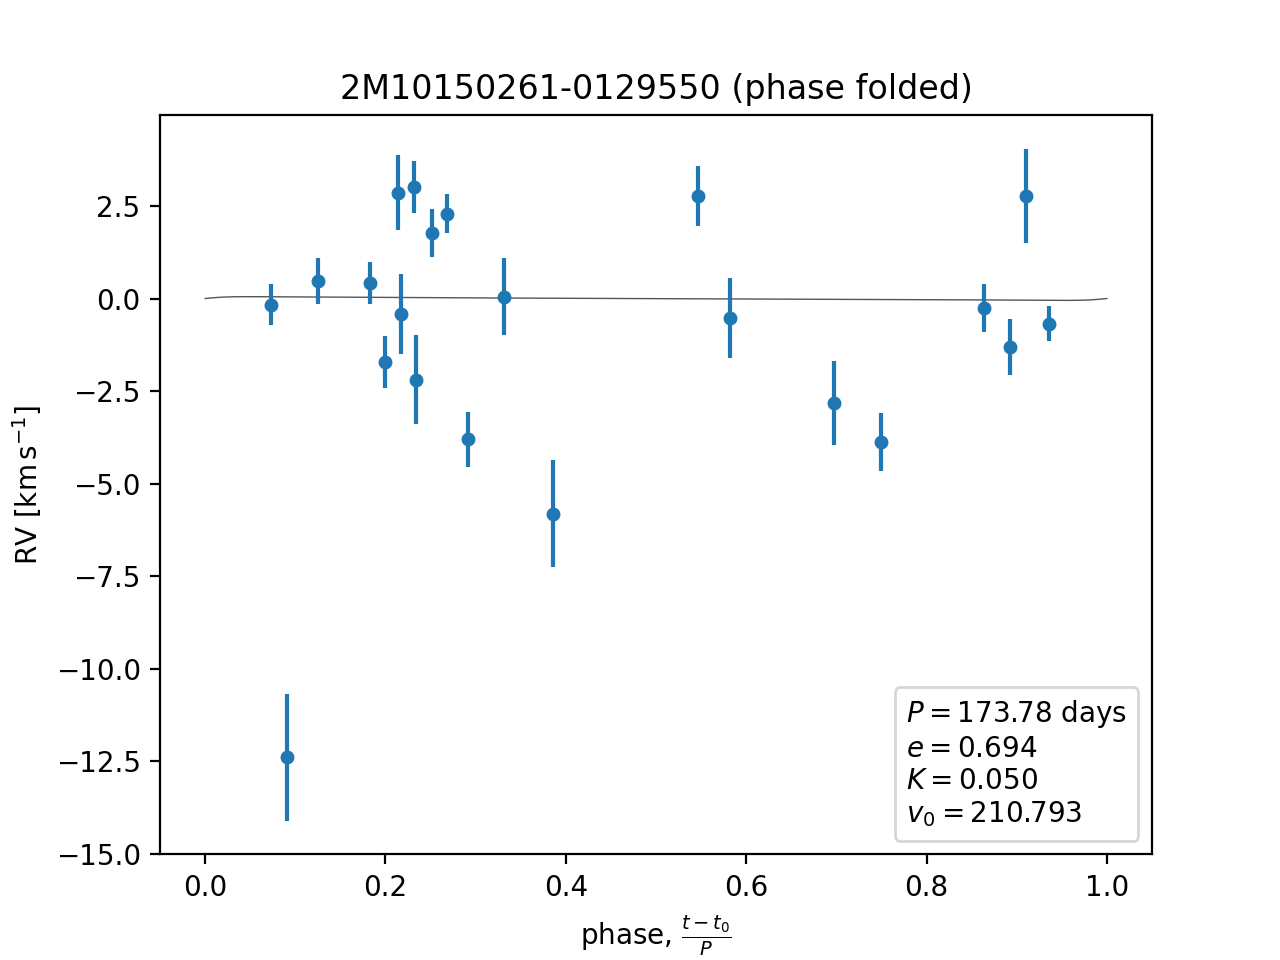 2M10150261-0129550 (phase folded)
RV [km s⁻¹]
2.5
0.0
−2.5
−5.0
−7.5
−10.0
−12.5
−15.0
P = 173.78 days
e = 0.694
K = 0.050
v₀ = 210.793
0.0 0.2 0.4 0.6 0.8 1.0
phase, (t − t₀)/P